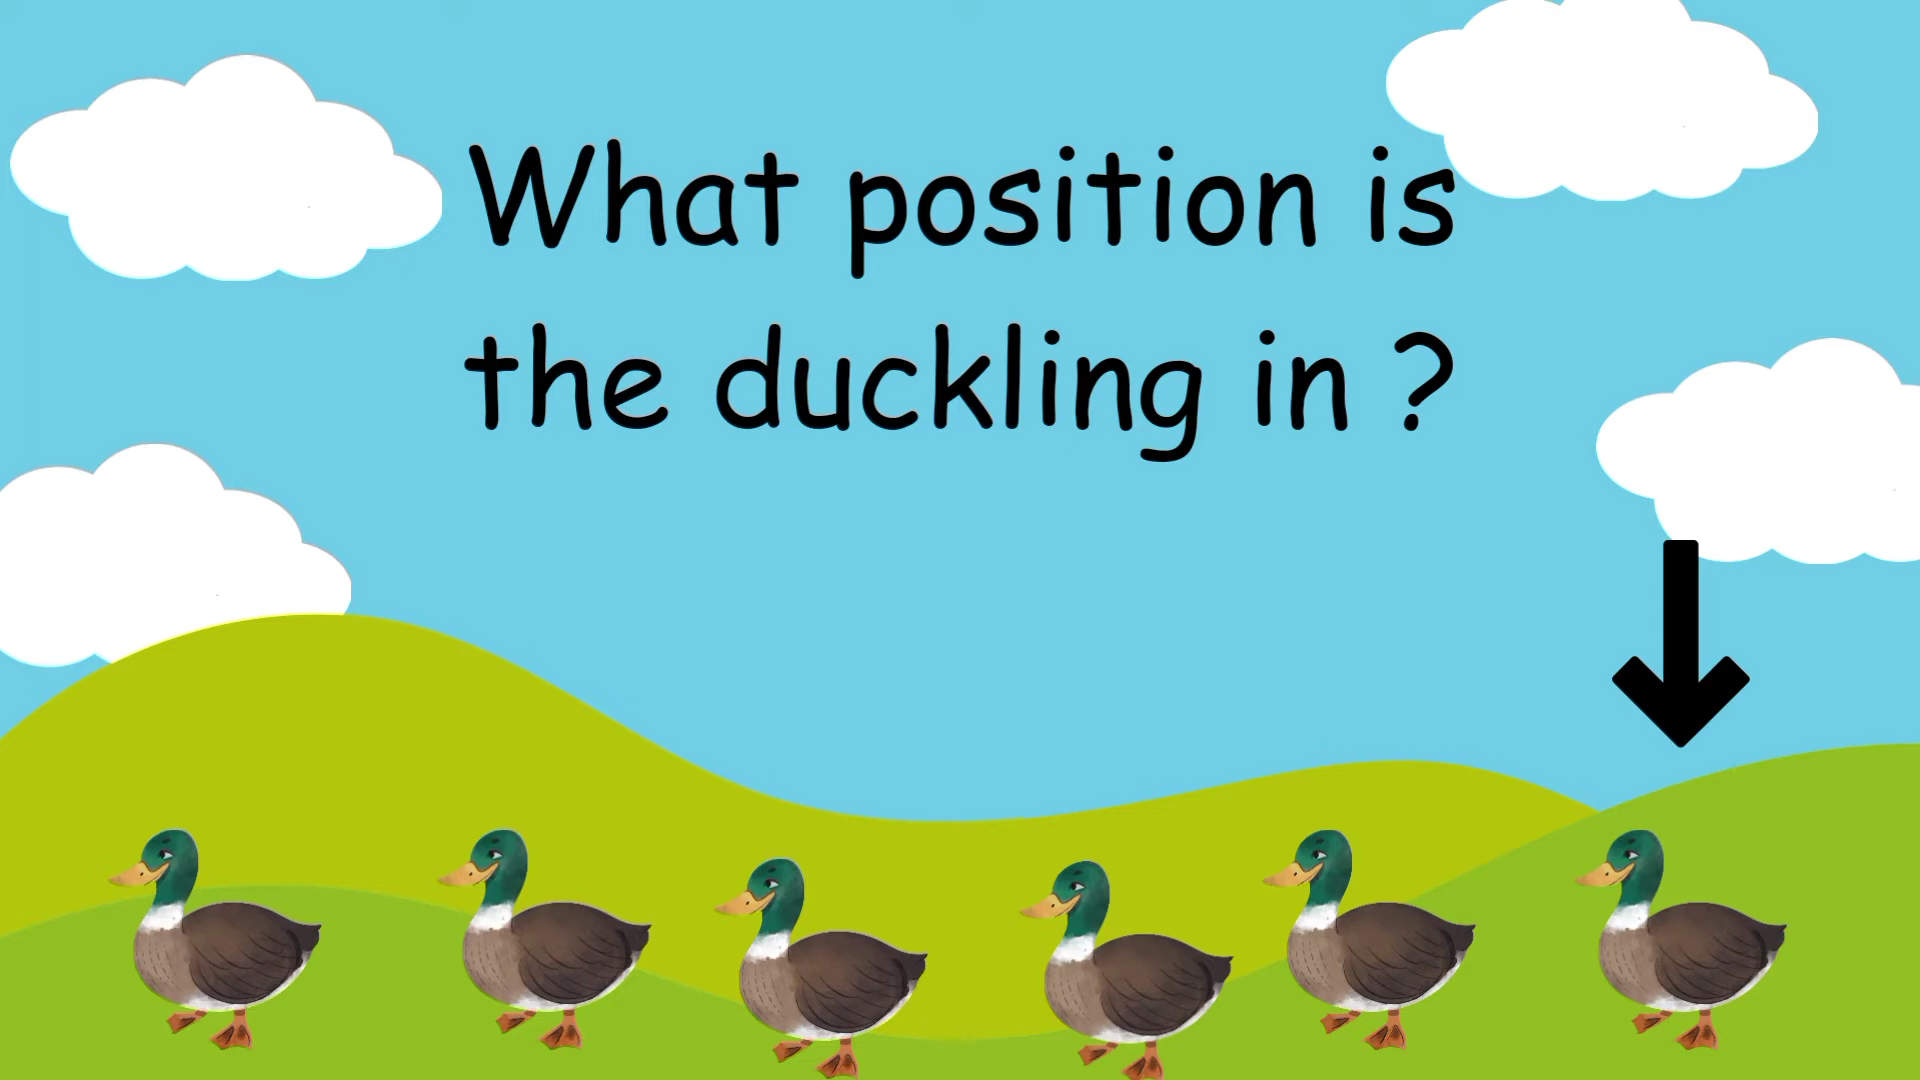 What position is
the duckling in ?